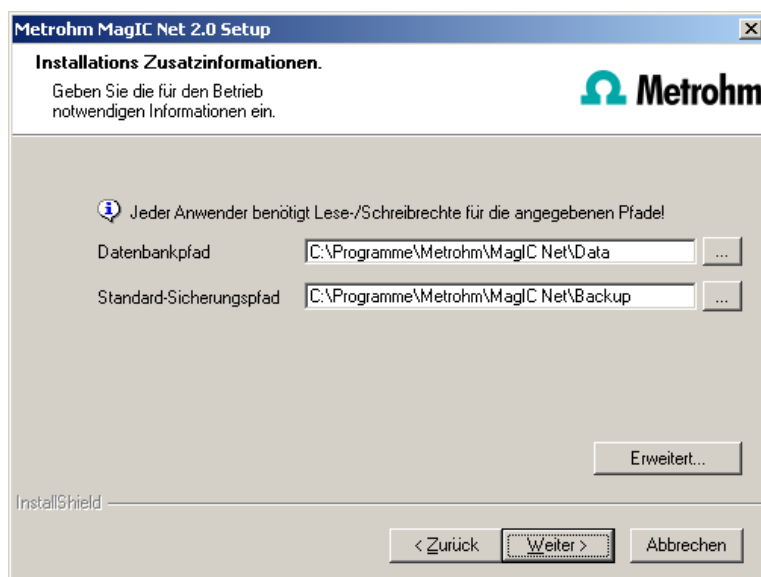 Metrohm MagIC Net 2.0 Setup
Installations Zusatzinformationen.
Geben Sie die für den Betrieb
notwendigen Informationen ein.
Metrohm
Jeder Anwender benötigt Lese-/Schreibrechte für die angegebenen Pfade!
Datenbankpfad C:\Programme\Metrohm\MagIC Net\Data ...
Standard-Sicherungspfad C:\Programme\Metrohm\MagIC Net\Backup ...
Erweitert...
InstallShield
< Zurück Weiter > Abbrechen